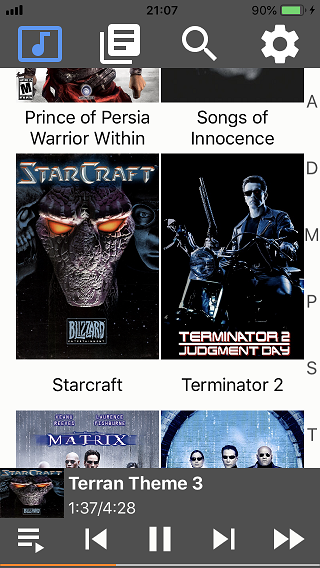 21:07
90%
M
Prince of Persia
Warrior Within
Songs of
Innocence
A
D
M
P
S
T
STARCRAFT
BLIZZARD
ENTERTAINMENT
TERMINATOR 2
JUDGMENT DAY
Starcraft
Terminator 2
KEANU REEVES
LAURENCE FISHBURNE
MATRIX
STARCRAFT
Terran Theme 3
1:37/4:28